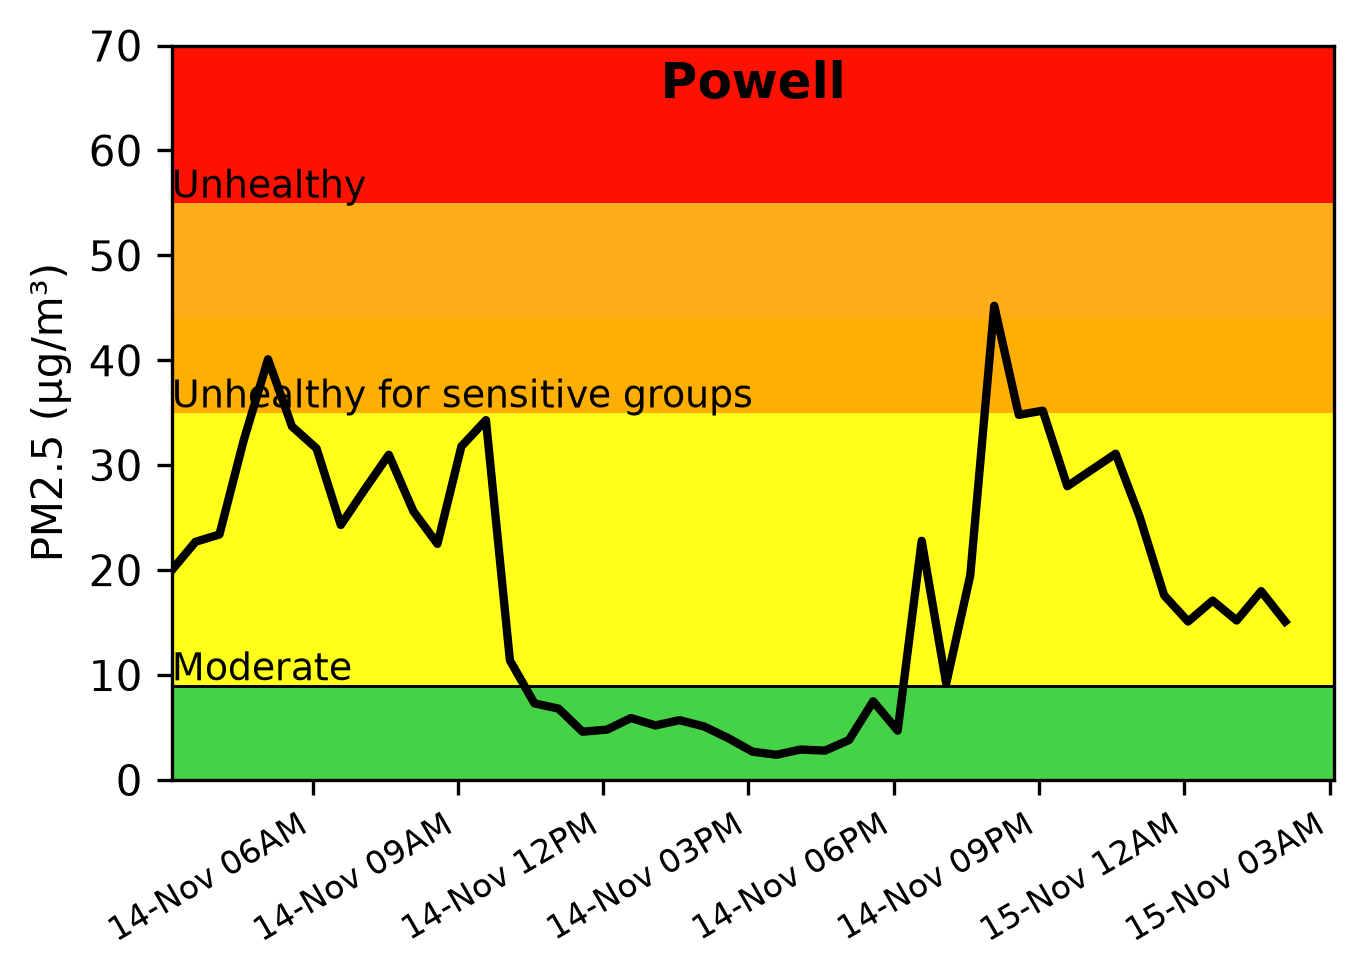 Powell
PM2.5 (µg/m³)
70
60
50
40
30
20
10
0
Unhealthy
Unhealthy for sensitive groups
Moderate
14-Nov 06AM
14-Nov 09AM
14-Nov 12PM
14-Nov 03PM
14-Nov 06PM
14-Nov 09PM
15-Nov 12AM
15-Nov 03AM